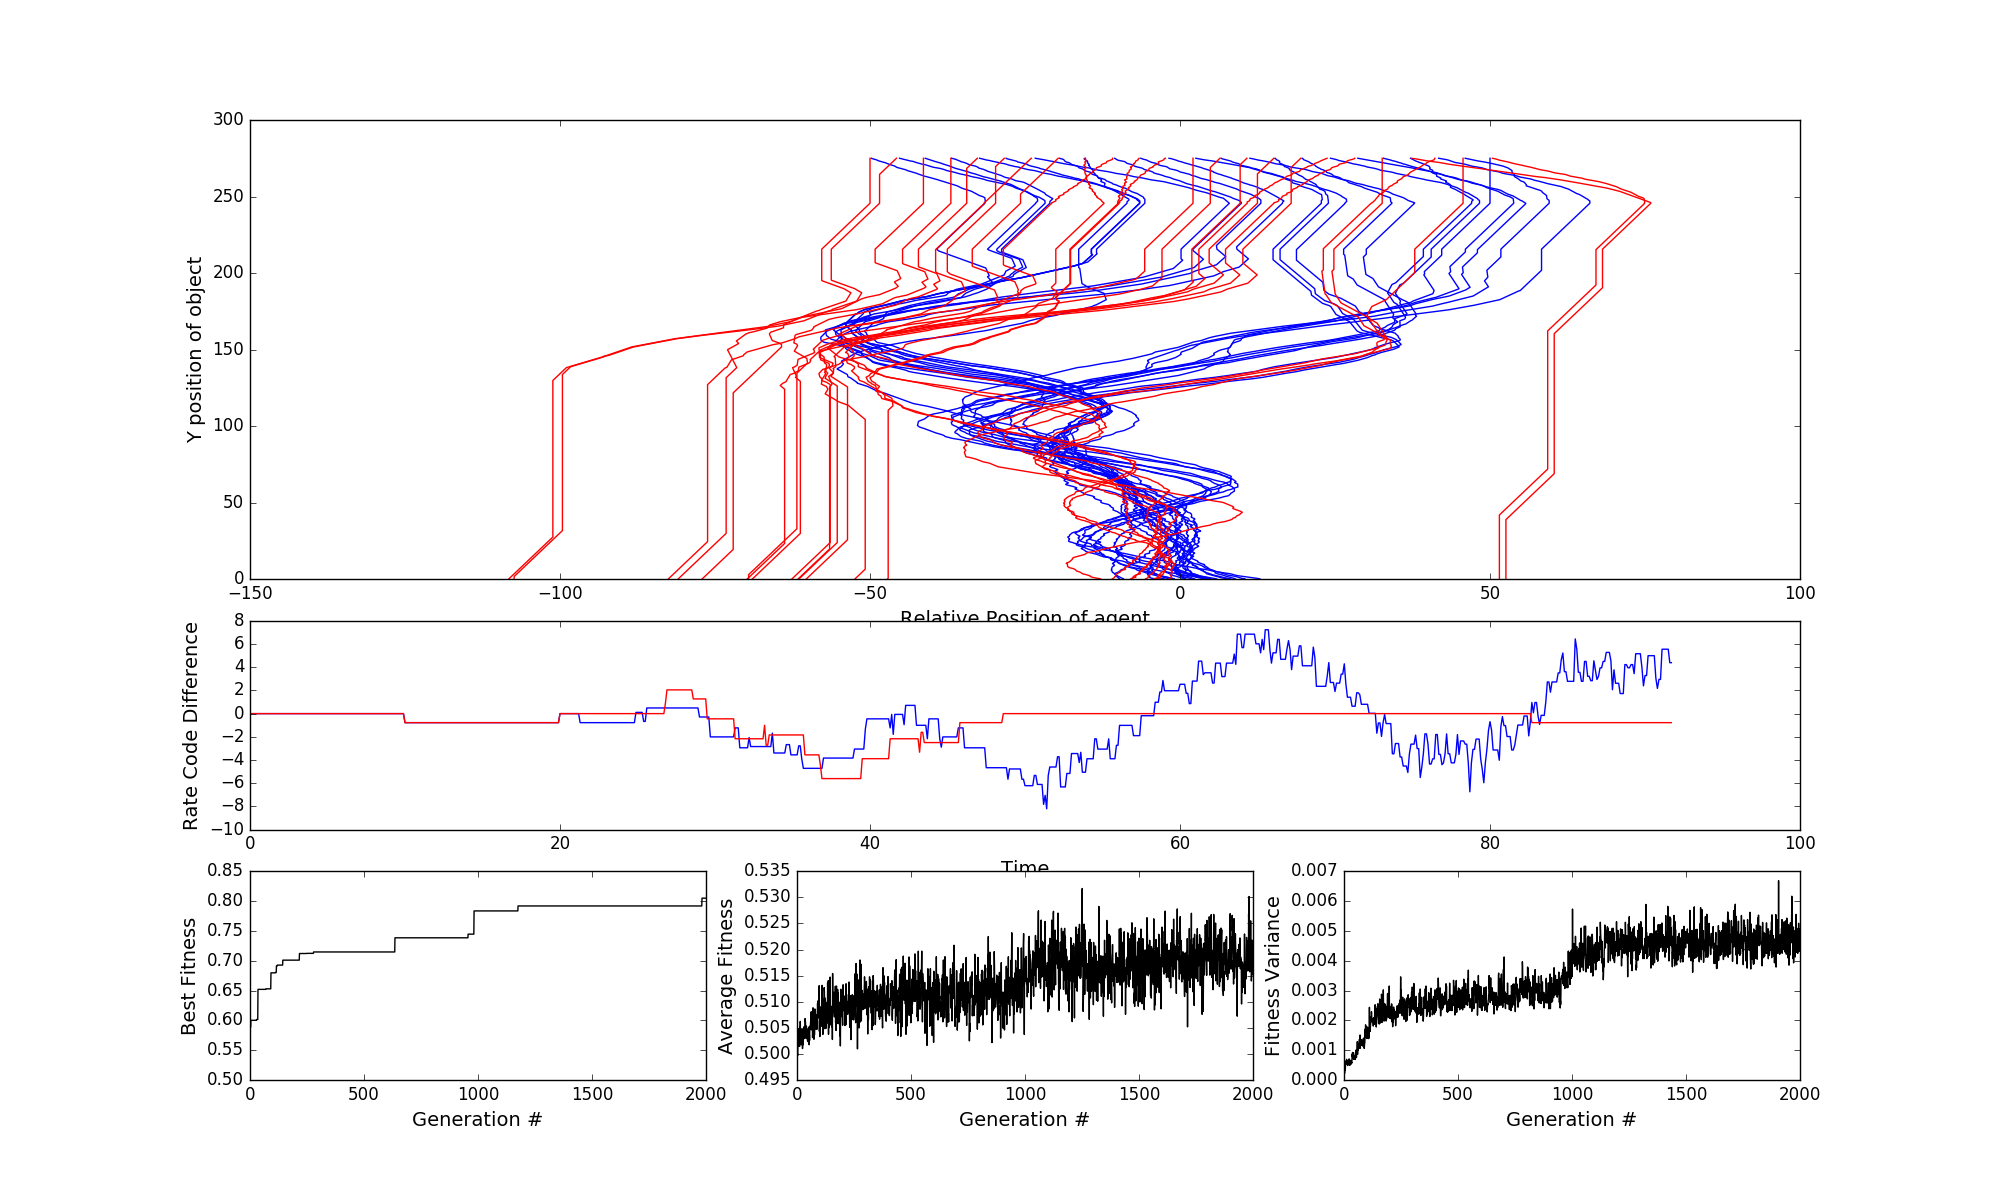 300
250
200
150
100
50
0
Y position of object
−150 −100 −50 0 50 100
Relative Position of agent
8
6
4
2
0
−2
−4
−6
−8
−10
Rate Code Difference
0 20 40 60 80 100
Time
0.85
0.80
0.75
0.70
0.65
0.60
0.55
0.50
Best Fitness
0 500 1000 1500 2000
Generation #
0.535
0.530
0.525
0.520
0.515
0.510
0.505
0.500
0.495
Average Fitness
0 500 1000 1500 2000
Generation #
0.007
0.006
0.005
0.004
0.003
0.002
0.001
0.000
Fitness Variance
0 500 1000 1500 2000
Generation #